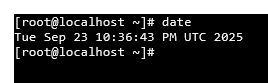 [root@localhost ~]# date
Tue Sep 23 10:36:43 PM UTC 2025
[root@localhost ~]#